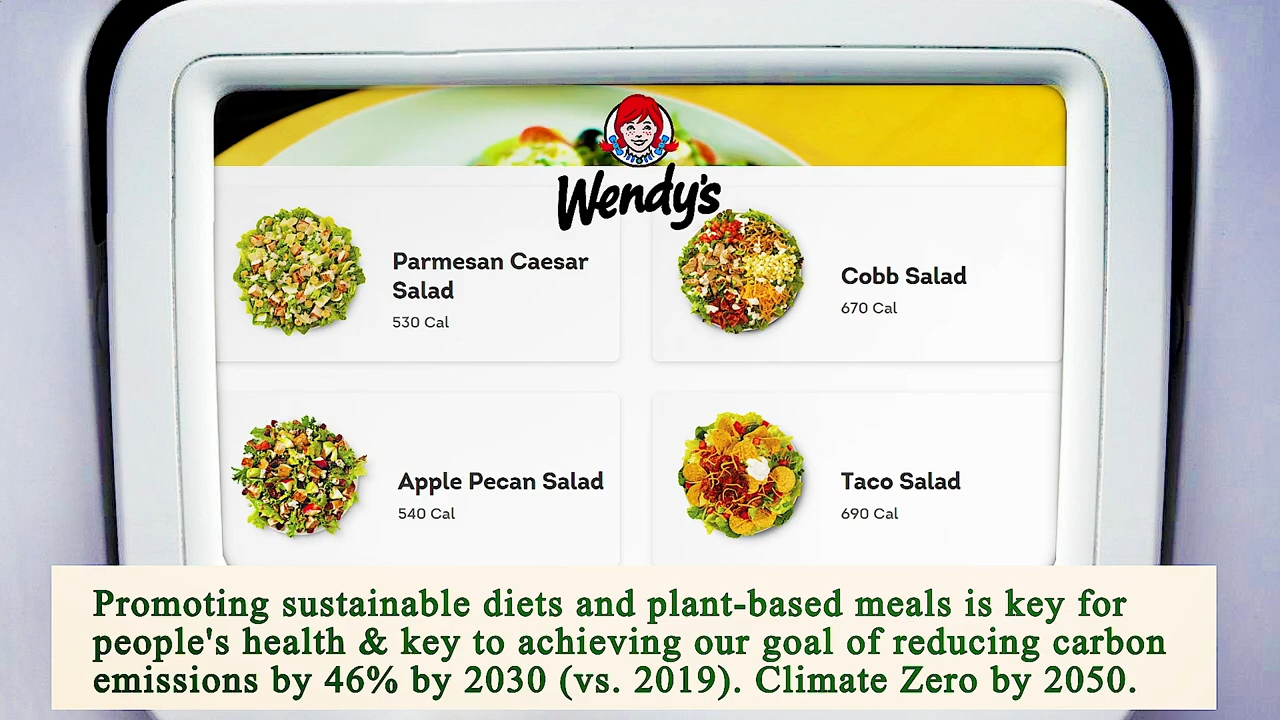 Wendy's
Parmesan Caesar
Salad
530 Cal
Cobb Salad
670 Cal
Apple Pecan Salad
540 Cal
Taco Salad
690 Cal
Promoting sustainable diets and plant-based meals is key for
people's health & key to achieving our goal of reducing carbon
emissions by 46% by 2030 (vs. 2019). Climate Zero by 2050.